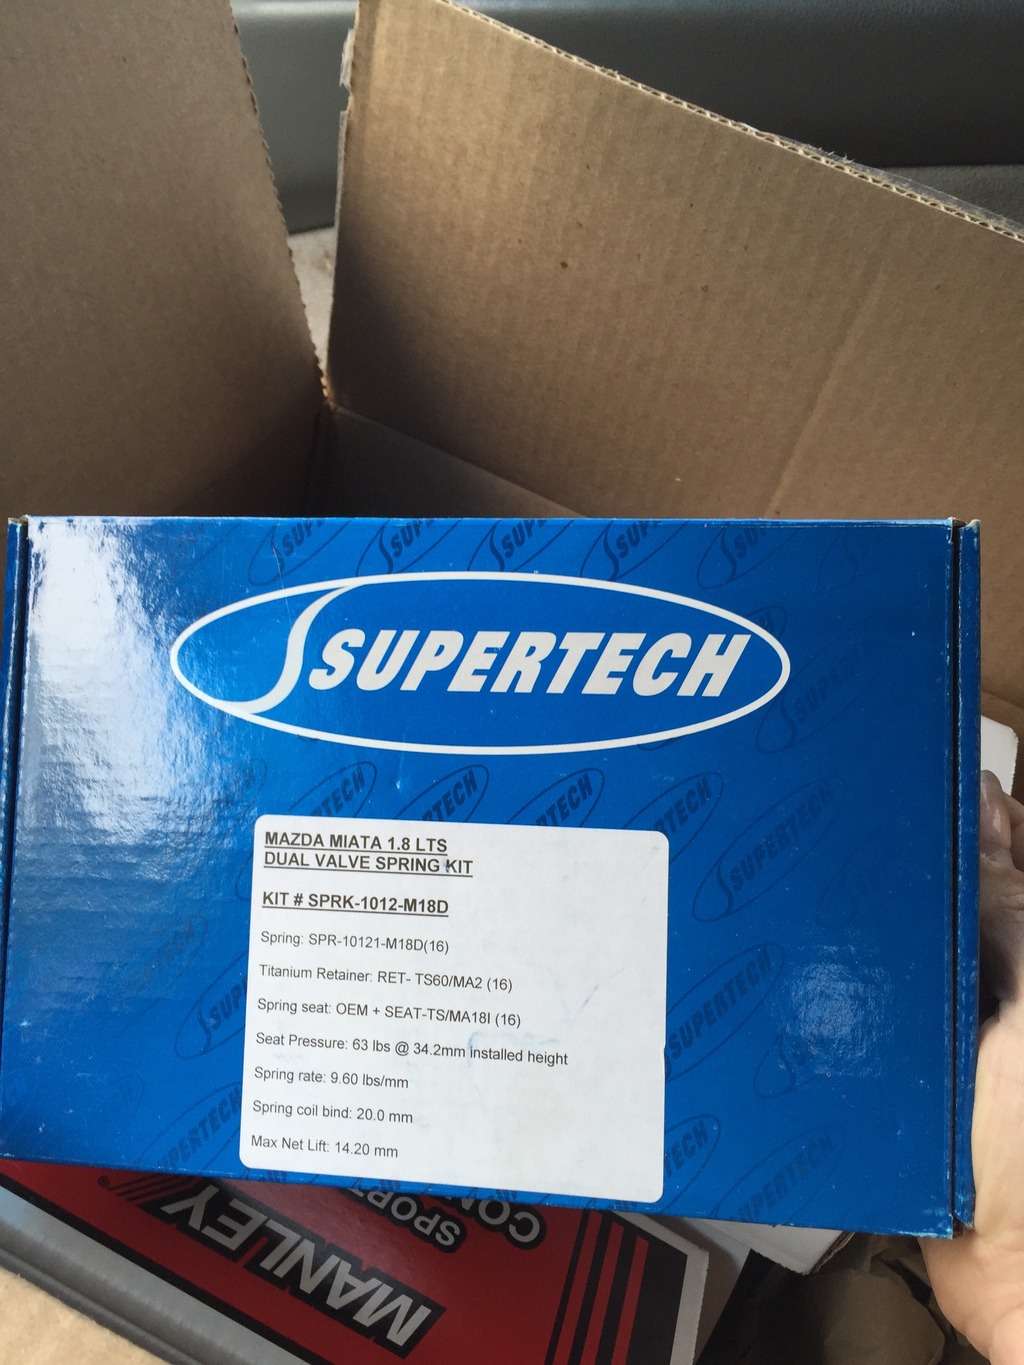 SUPERTECH
MAZDA MIATA 1.8 LTS
DUAL VALVE SPRING KIT
KIT # SPRK-1012-M18D
Spring: SPR-10121-M18D(16)
Titanium Retainer: RET- TS60/MA2 (16)
Spring seat: OEM + SEAT-TS/MA18I (16)
Seat Pressure: 63 lbs @ 34.2mm installed height
Spring rate: 9.60 lbs/mm
Spring coil bind: 20.0 mm
Max Net Lift: 14.20 mm
MANLEY®
SPORT